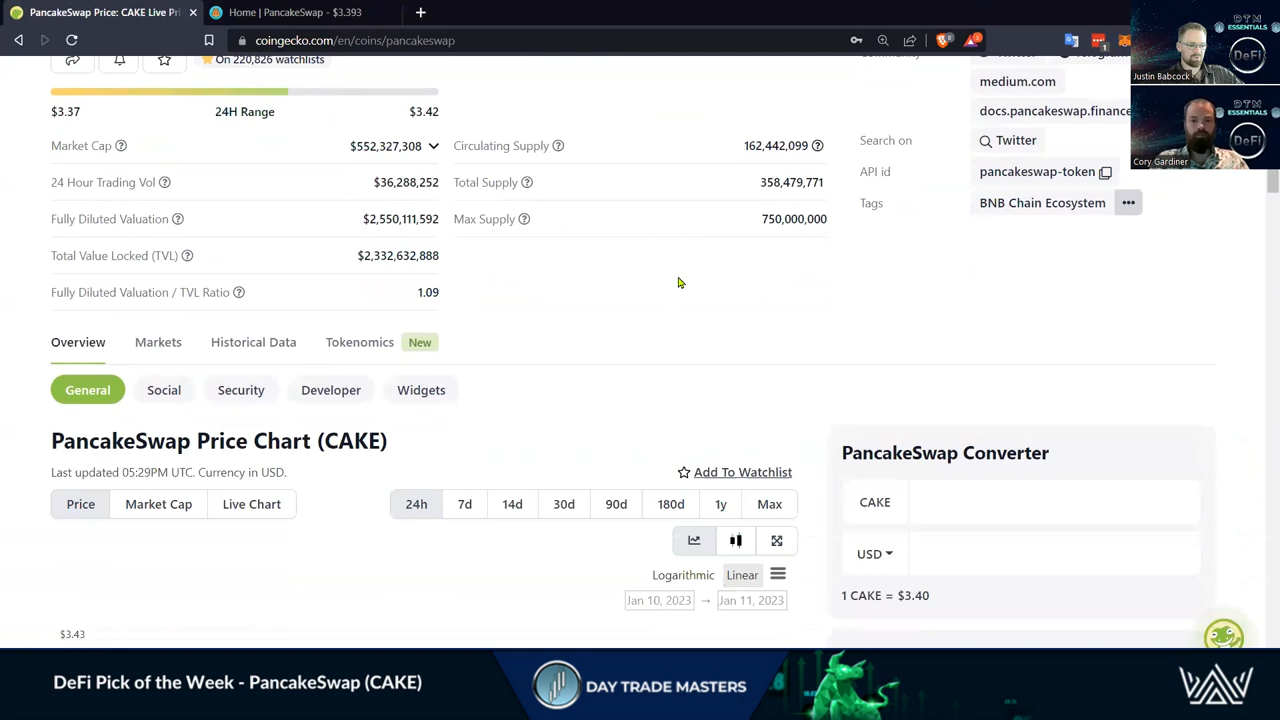 PancakeSwap Price: CAKE Live Pri
Home | PancakeSwap - $3.393
coingecko.com/en/coins/pancakeswap
On 220,826 watchlists
$3.37
24H Range
$3.42
Market Cap
$552,327,308
24 Hour Trading Vol
$36,288,252
Fully Diluted Valuation
$2,550,111,592
Total Value Locked (TVL)
$2,332,632,888
Fully Diluted Valuation / TVL Ratio
1.09
Circulating Supply
162,442,099
Total Supply
358,479,771
Max Supply
750,000,000
medium.com
docs.pancakeswap.finance
Search on
Twitter
API id
pancakeswap-token
Tags
BNB Chain Ecosystem
DTM
ESSENTIALS
DeFi
Justin Babcock
DTM
ESSENTIALS
DeFi
Cory Gardiner
Overview
Markets
Historical Data
Tokenomics
New
General
Social
Security
Developer
Widgets
PancakeSwap Price Chart (CAKE)
Last updated 05:29PM UTC. Currency in USD.
Add To Watchlist
Price
Market Cap
Live Chart
24h
7d
14d
30d
90d
180d
1y
Max
Logarithmic
Linear
Jan 10, 2023 → Jan 11, 2023
$3.43
PancakeSwap Converter
CAKE
USD
1 CAKE = $3.40
DeFi Pick of the Week - PancakeSwap (CAKE)
DAY TRADE MASTERS